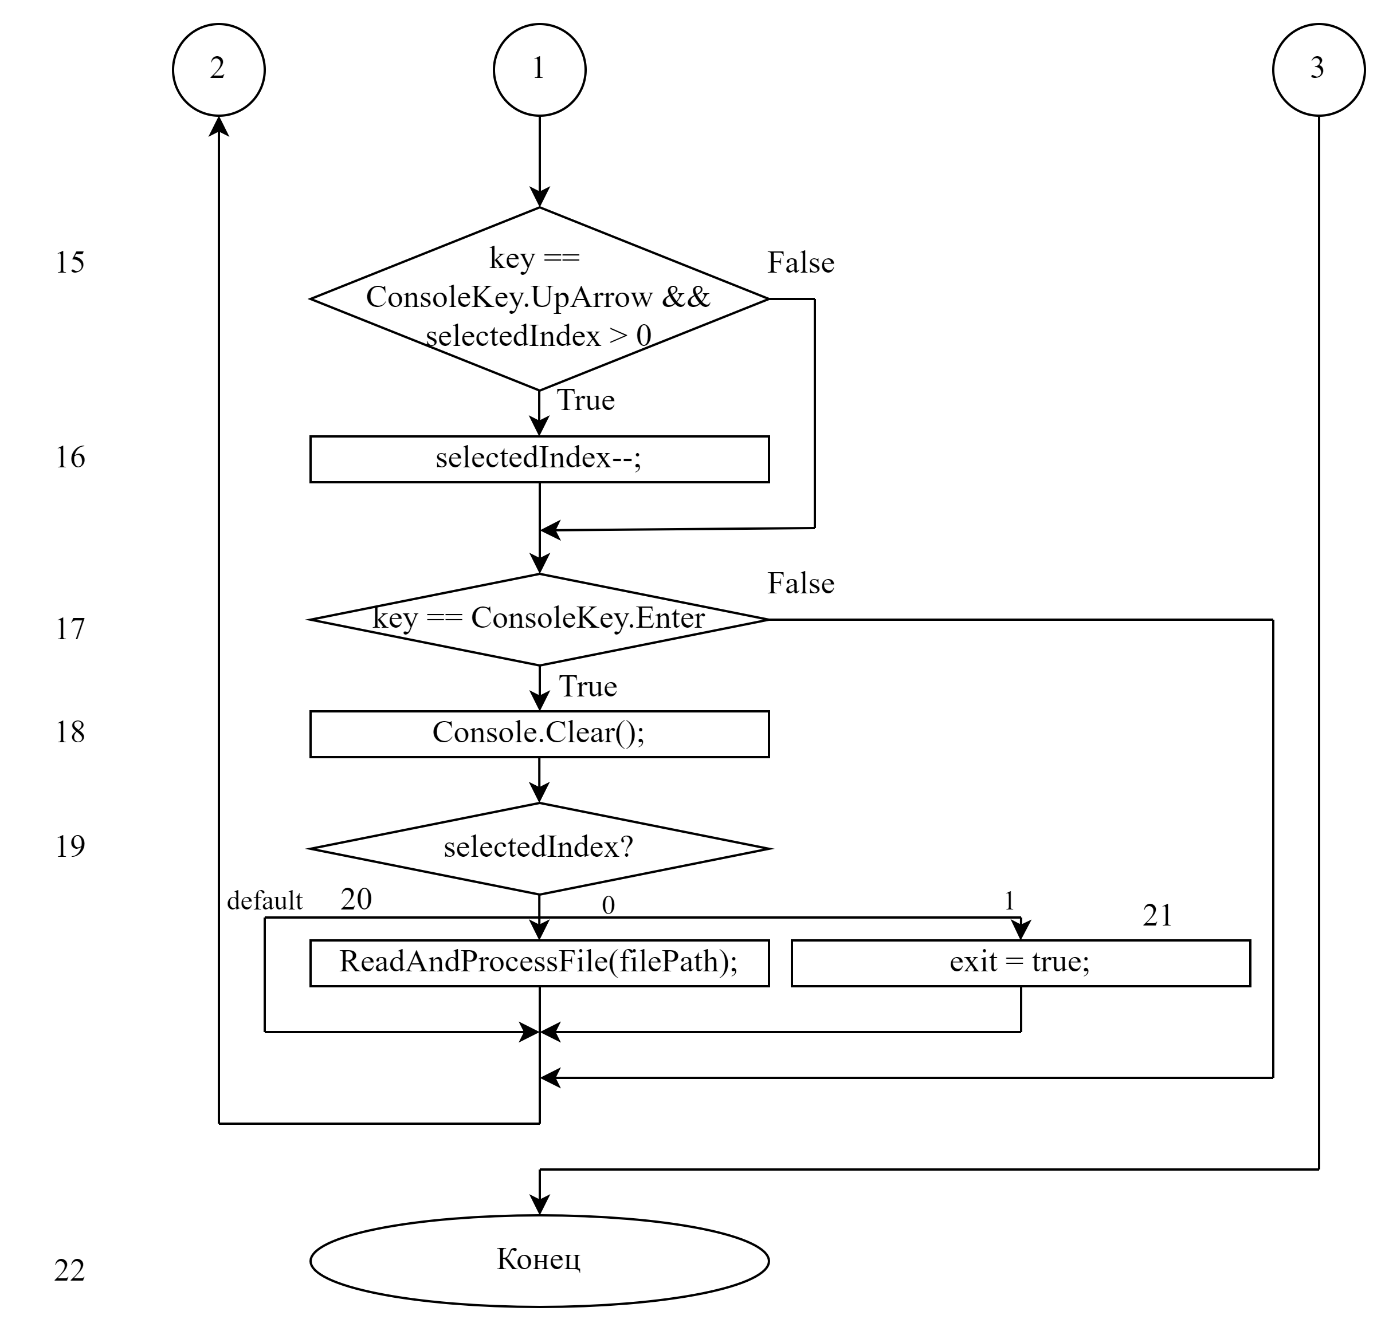 2
1
3
15
key ==
ConsoleKey.UpArrow &&
selectedIndex > 0
False
True
16
selectedIndex--;
False
17
key == ConsoleKey.Enter
True
18
Console.Clear();
19
selectedIndex?
default
20
0
1
21
ReadAndProcessFile(filePath);
exit = true;
Конец
22